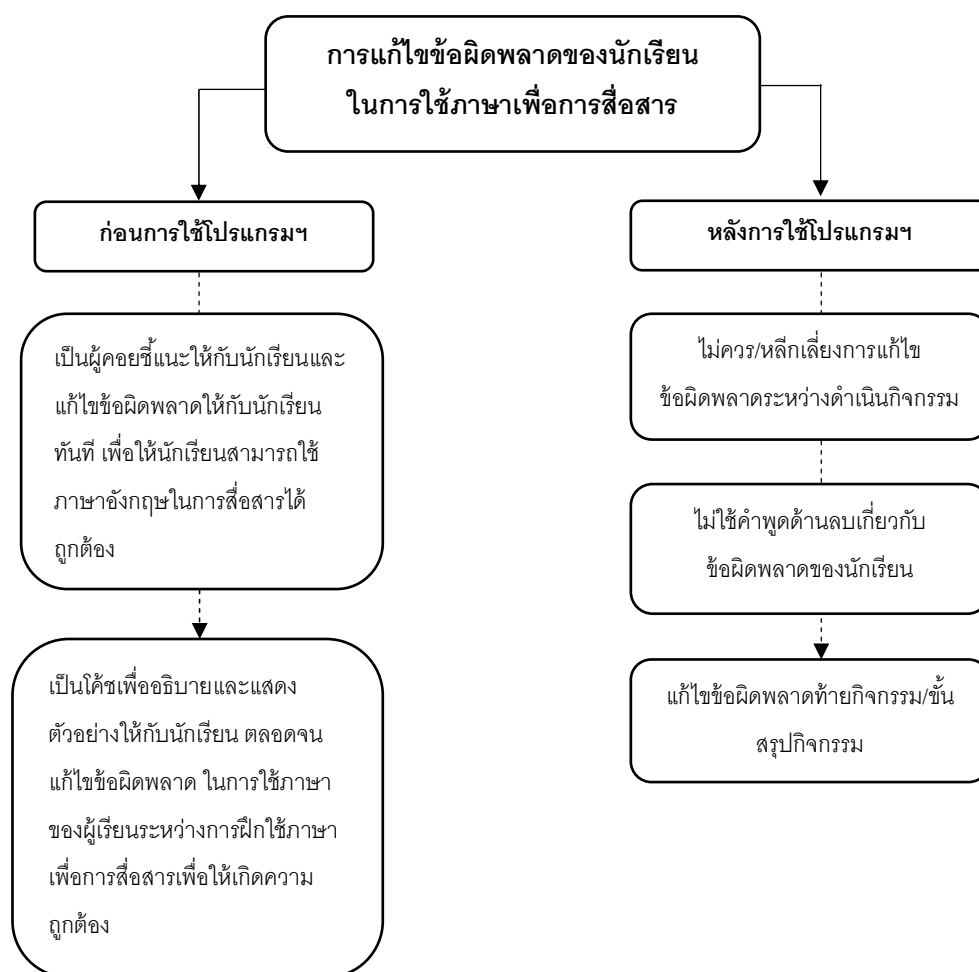 การแก้ไขข้อผิดพลาดของนักเรียน
ในการใช้ภาษาเพื่อการสื่อสาร
ก่อนการใช้โปรแกรมฯ
เป็นผู้คอยชี้แนะให้กับนักเรียนและ
แก้ไขข้อผิดพลาดให้กับนักเรียน
ทันที เพื่อให้นักเรียนสามารถใช้
ภาษาอังกฤษในการสื่อสารได้
ถูกต้อง
เป็นโค้ชเพื่ออธิบายและแสดง
ตัวอย่างให้กับนักเรียน ตลอดจน
แก้ไขข้อผิดพลาด ในการใช้ภาษา
ของผู้เรียนระหว่างการฝึกใช้ภาษา
เพื่อการสื่อสารเพื่อให้เกิดความ
ถูกต้อง
หลังการใช้โปรแกรมฯ
ไม่ควร/หลีกเลี่ยงการแก้ไข
ข้อผิดพลาดระหว่างดำเนินกิจกรรม
ไม่ใช้คำพูดด้านลบเกี่ยวกับ
ข้อผิดพลาดของนักเรียน
แก้ไขข้อผิดพลาดท้ายกิจกรรม/ขั้น
สรุปกิจกรรม